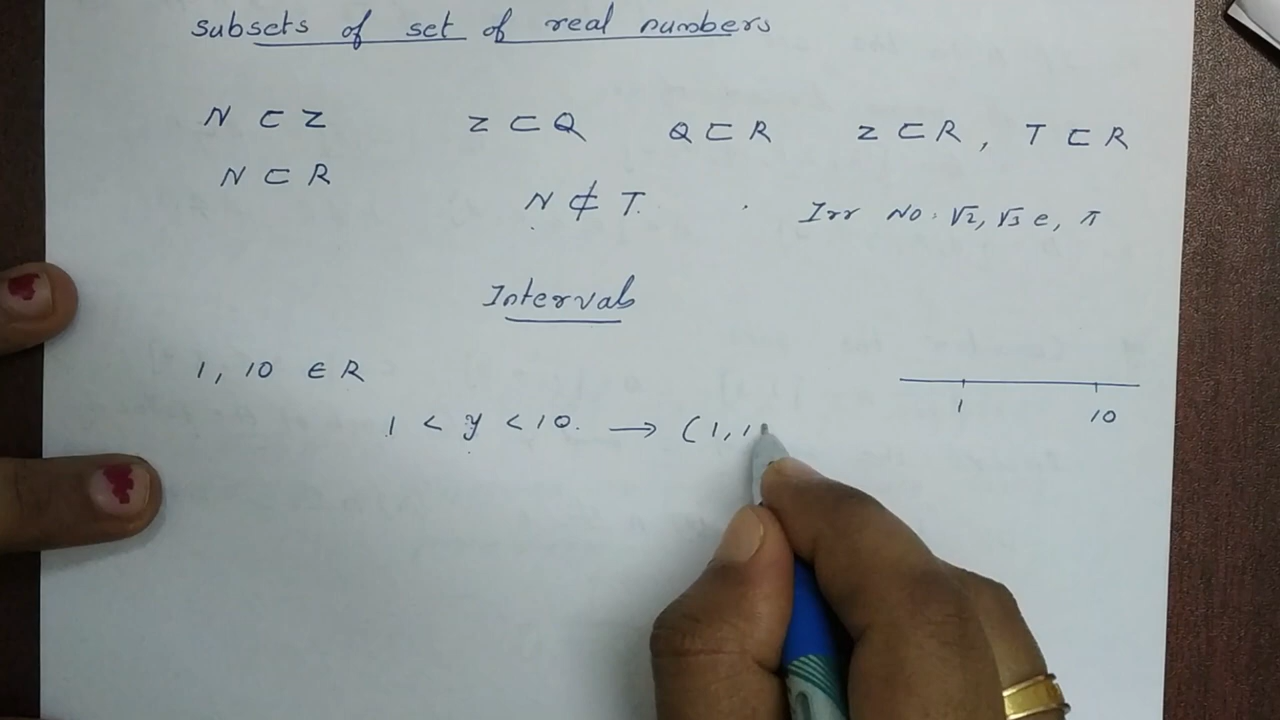 Subsets of set of real numbers
N ⊂ Z Z ⊂ Q Q ⊂ R Z ⊂ R, T ⊂ R
N ⊂ R
N ⊄ T. Irr No: √2, √3 e, π
Intervals
1, 10 ∈ R
1 < y < 10. → (1, 1
1 10